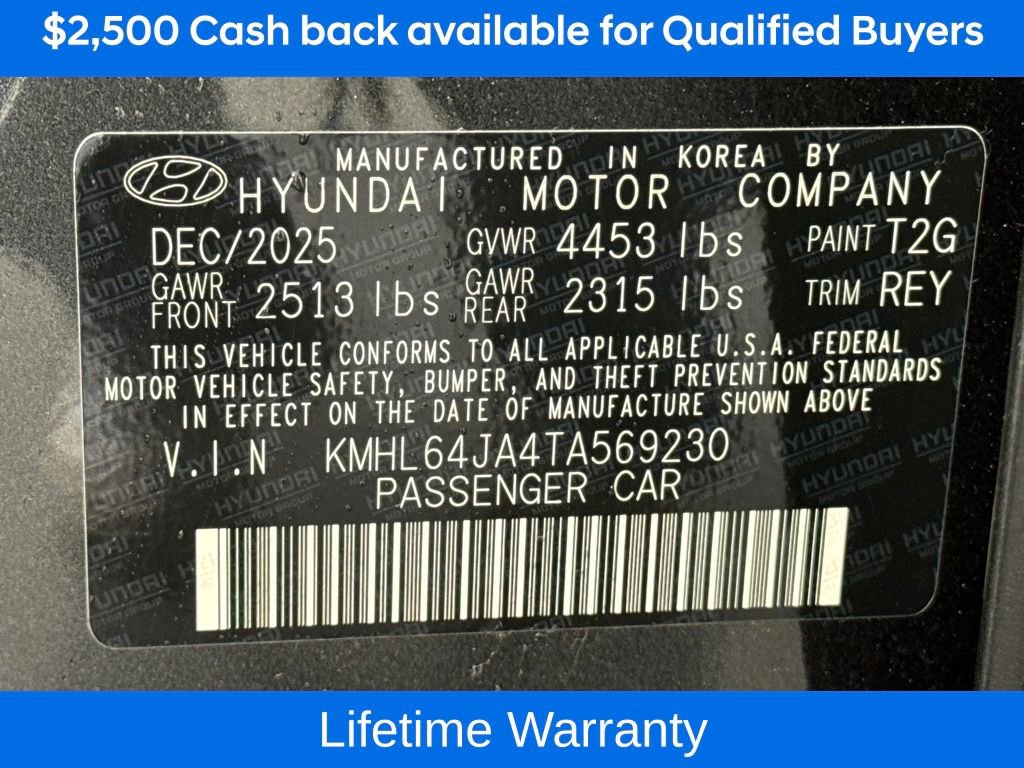 $2,500 Cash back available for Qualified Buyers
MANUFACTURED IN KOREA BY
HYUNDAI MOTOR COMPANY
DEC/2025 GVWR 4453 lbs PAINT T2G
GAWR FRONT 2513 lbs GAWR REAR 2315 lbs TRIM REY
THIS VEHICLE CONFORMS TO ALL APPLICABLE U.S.A. FEDERAL
MOTOR VEHICLE SAFETY, BUMPER, AND THEFT PREVENTION STANDARDS
IN EFFECT ON THE DATE OF MANUFACTURE SHOWN ABOVE
V.I.N KMHL64JA4TA569230
PASSENGER CAR
Lifetime Warranty